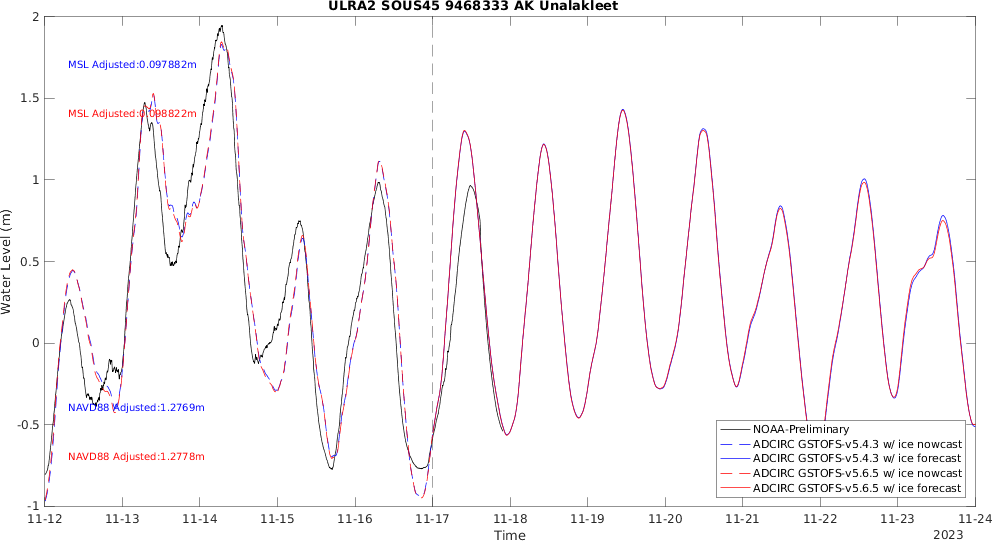 ULRA2 SOUS45 9468333 AK Unalakleet
2
1.5
1
0.5
0
-0.5
-1
Water Level (m)
MSL Adjusted:0.097882m
MSL Adjusted:0.098822m
NAVD88 Adjusted:1.2769m
NAVD88 Adjusted:1.2778m
NOAA-Preliminary
ADCIRC GSTOFS-v5.4.3 w/ ice nowcast
ADCIRC GSTOFS-v5.4.3 w/ ice forecast
ADCIRC GSTOFS-v5.6.5 w/ ice nowcast
ADCIRC GSTOFS-v5.6.5 w/ ice forecast
11-12 11-13 11-14 11-15 11-16 11-17 11-18 11-19 11-20 11-21 11-22 11-23 11-24
Time
2023